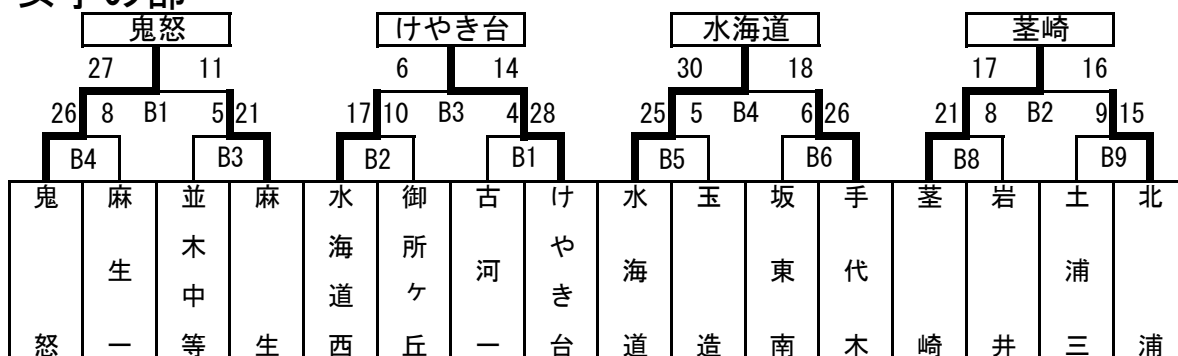 女子の部
鬼怒 けやき台 水海道 茎崎
27 11 6 14 30 18 17 16
26 8 B1 5 21 17 10 B3 4 28 25 5 B4 6 26 21 8 B2 9 15
B4 B3 B2 B1 B5 B6 B8 B9
鬼怒
麻生一
並木中等
麻生
水海道西
御所ケ丘
古河一
けやき台
水海道
玉造
坂東南
手代木
茎崎
岩井
土浦三
北浦